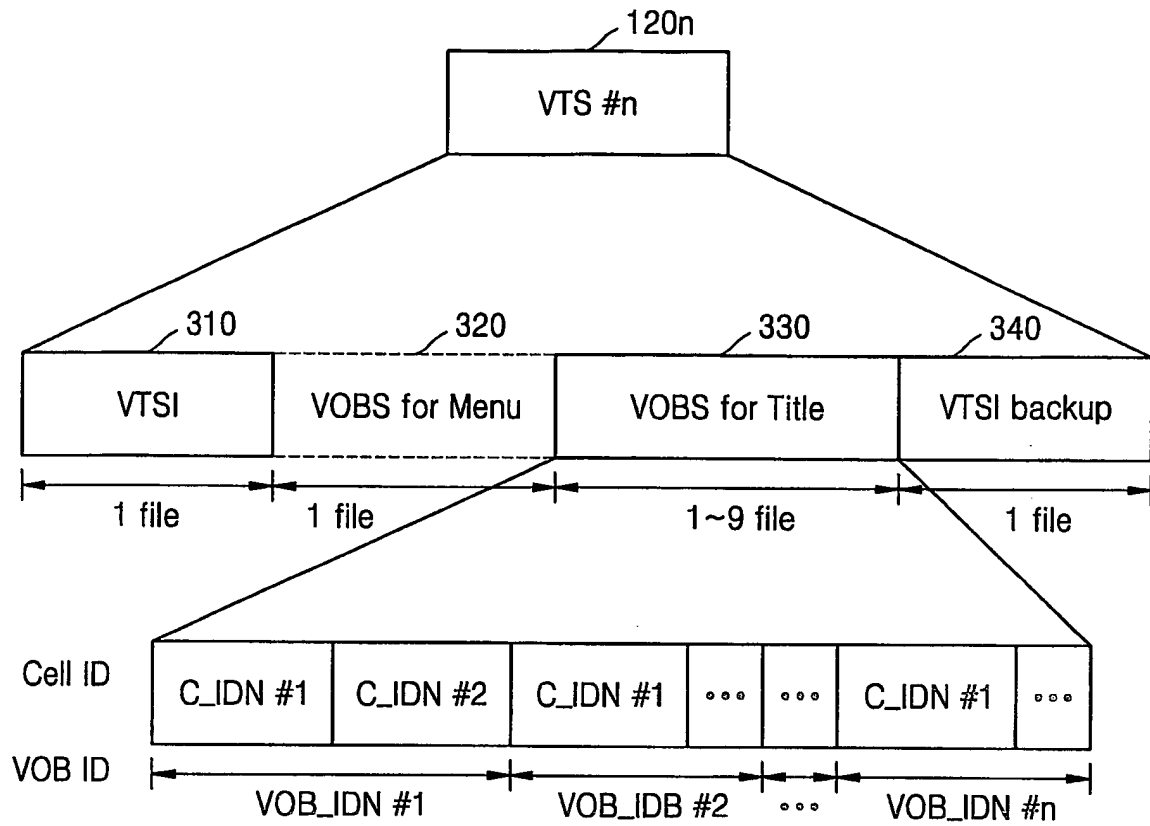 120n
VTS #n
310
320
330
340
VTSI
VOBS for Menu
VOBS for Title
VTSI backup
1 file
1 file
1~9 file
1 file
Cell ID
C_IDN #1
C_IDN #2
C_IDN #1
∘∘∘
∘∘∘
C_IDN #1
∘∘∘
VOB ID
VOB_IDN #1
VOB_IDB #2
∘∘∘
VOB_IDN #n